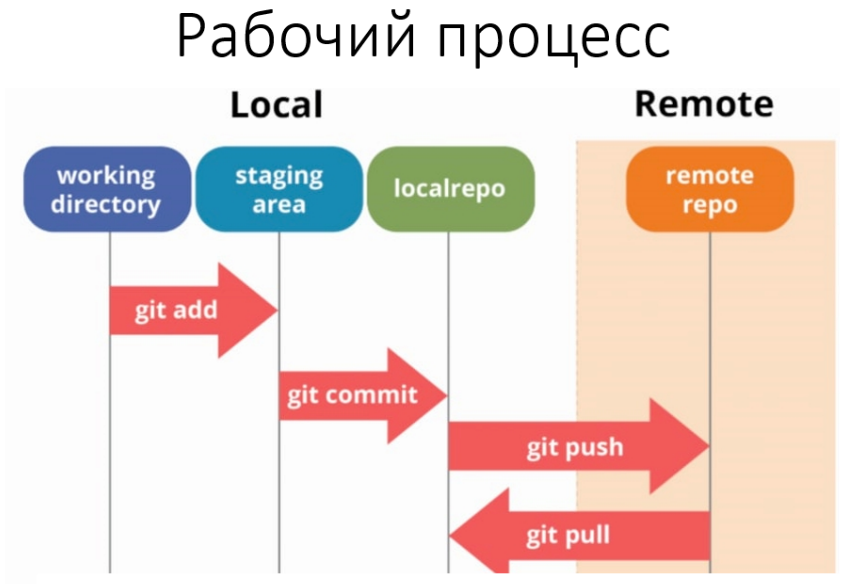 Рабочий процесс
Local
Remote
working
directory
staging
area
localrepo
remote
repo
git add
git commit
git push
git pull